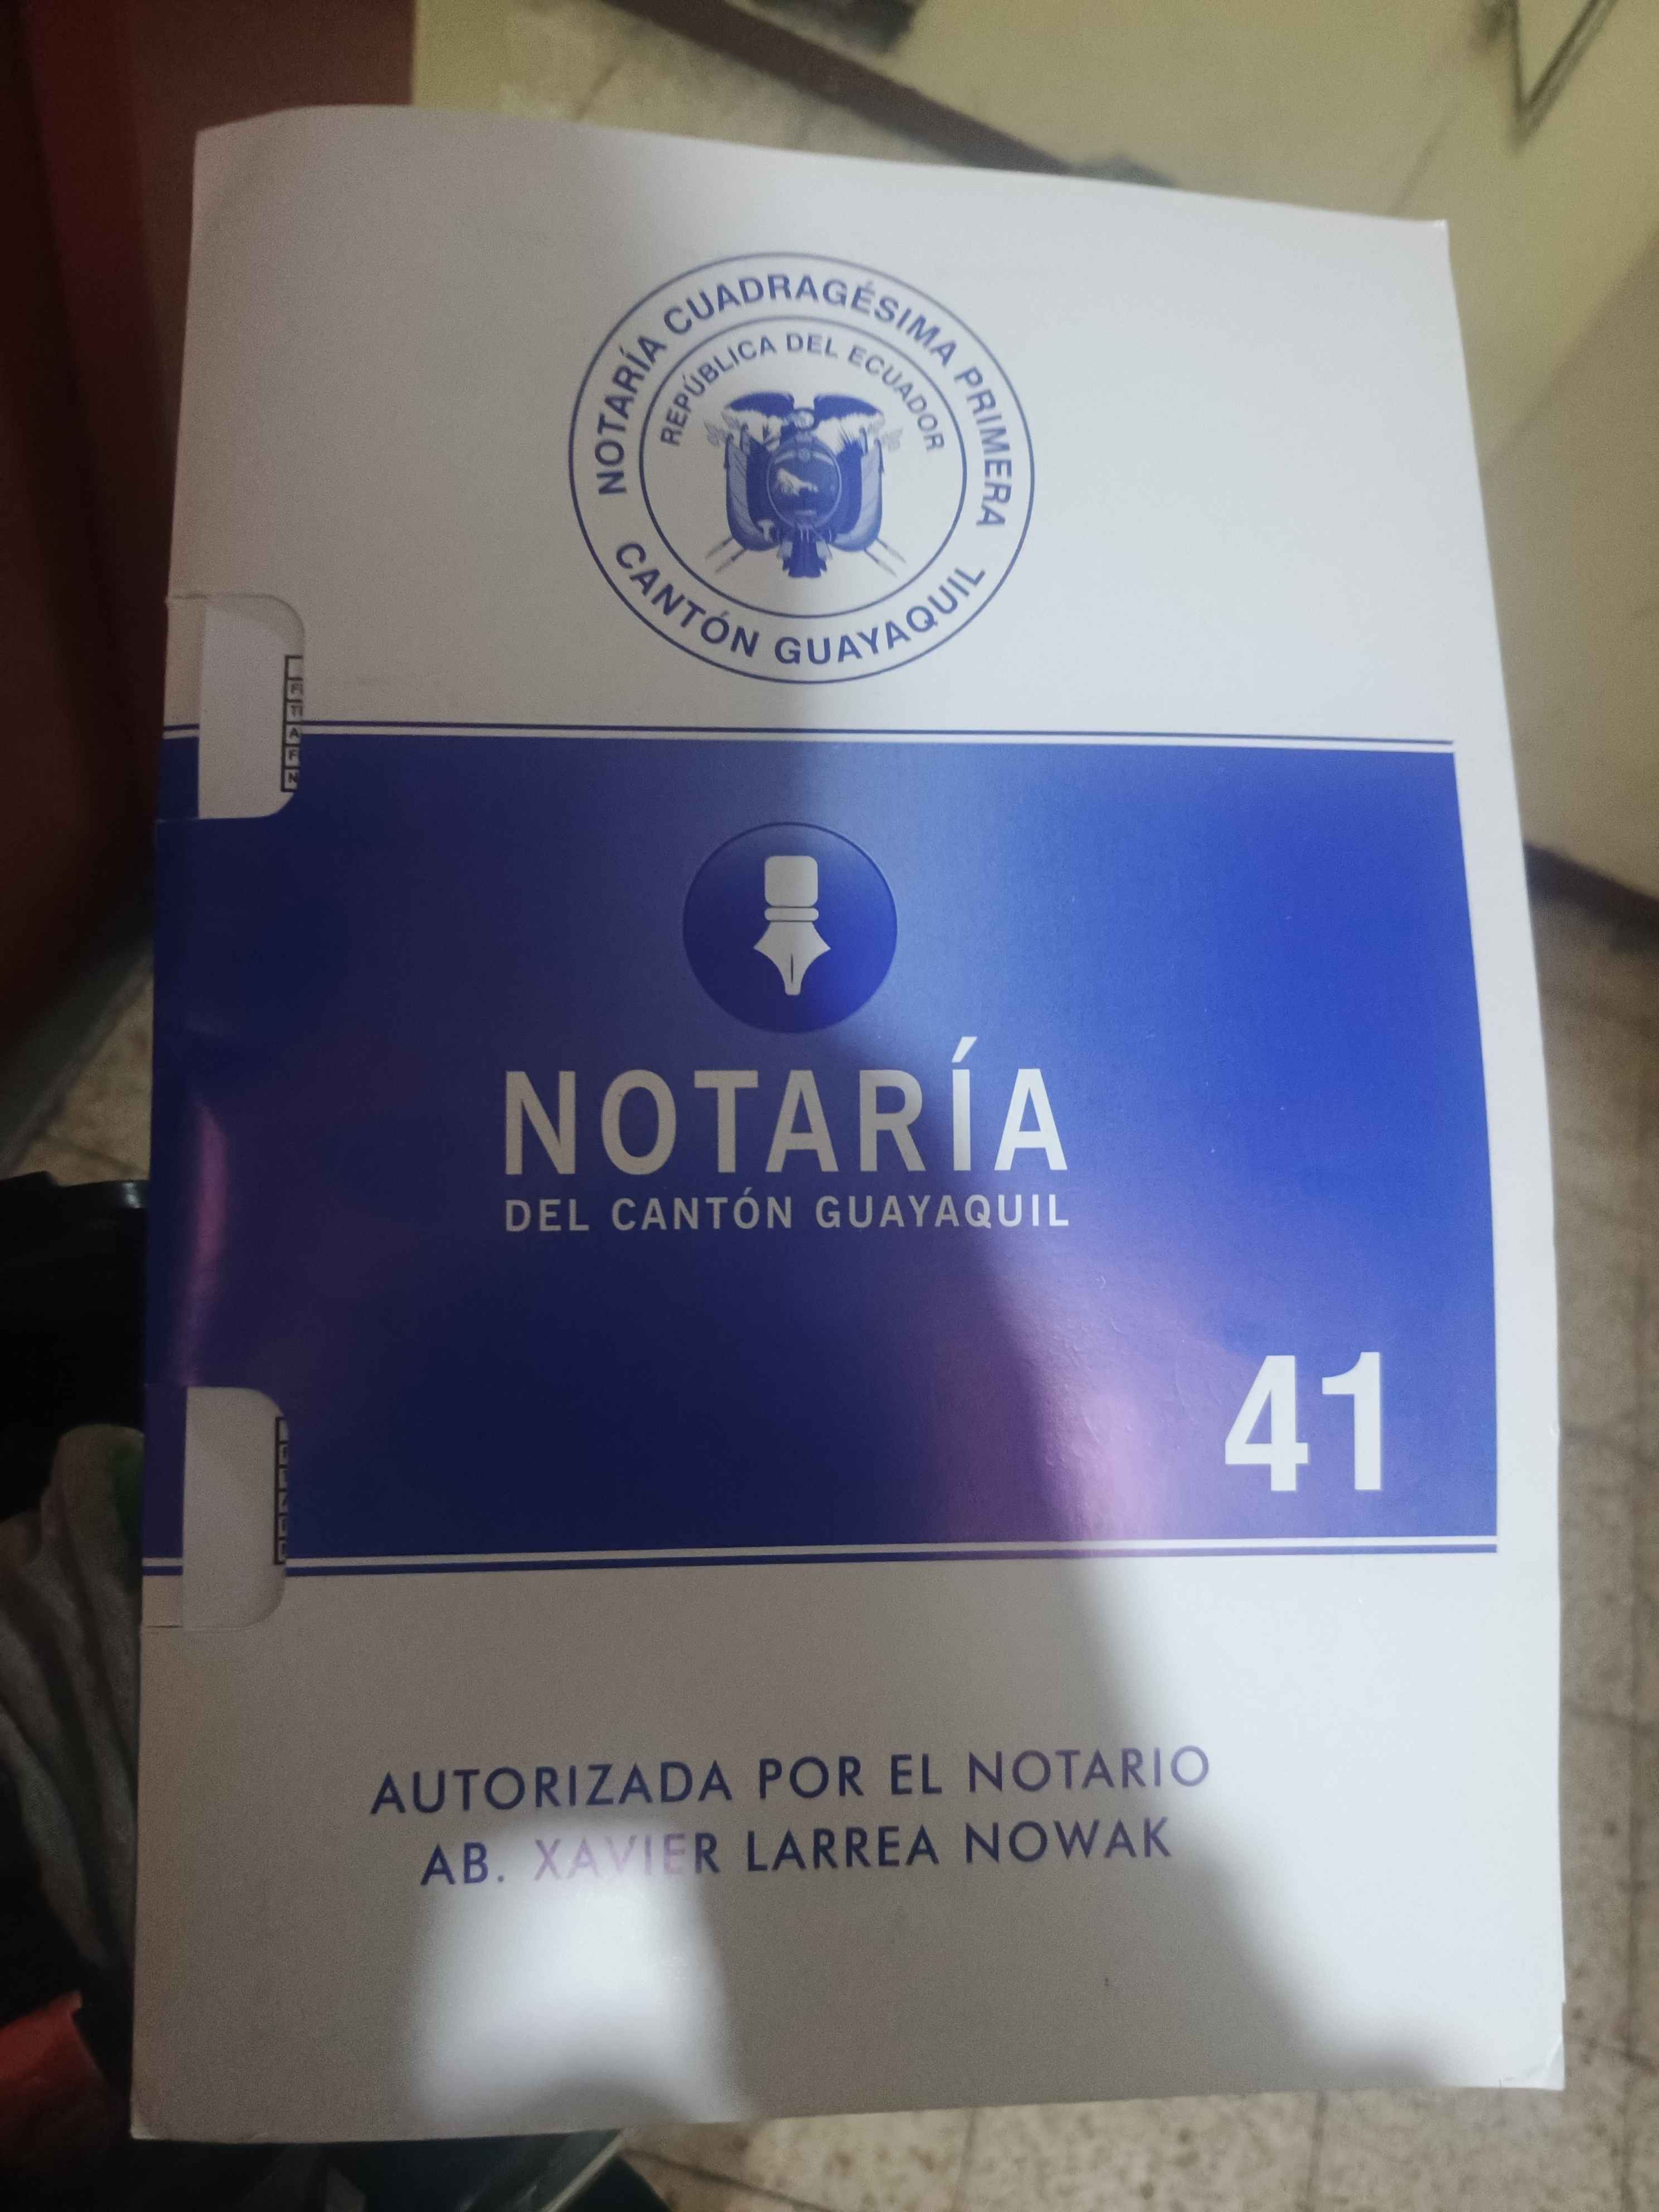 NOTARÍA CUADRAGÉSIMA PRIMERA
REPÚBLICA DEL ECUADOR
CANTÓN GUAYAQUIL
NOTARÍA
DEL CANTÓN GUAYAQUIL
41
AUTORIZADA POR EL NOTARIO
AB. XAVIER LARREA NOWAK